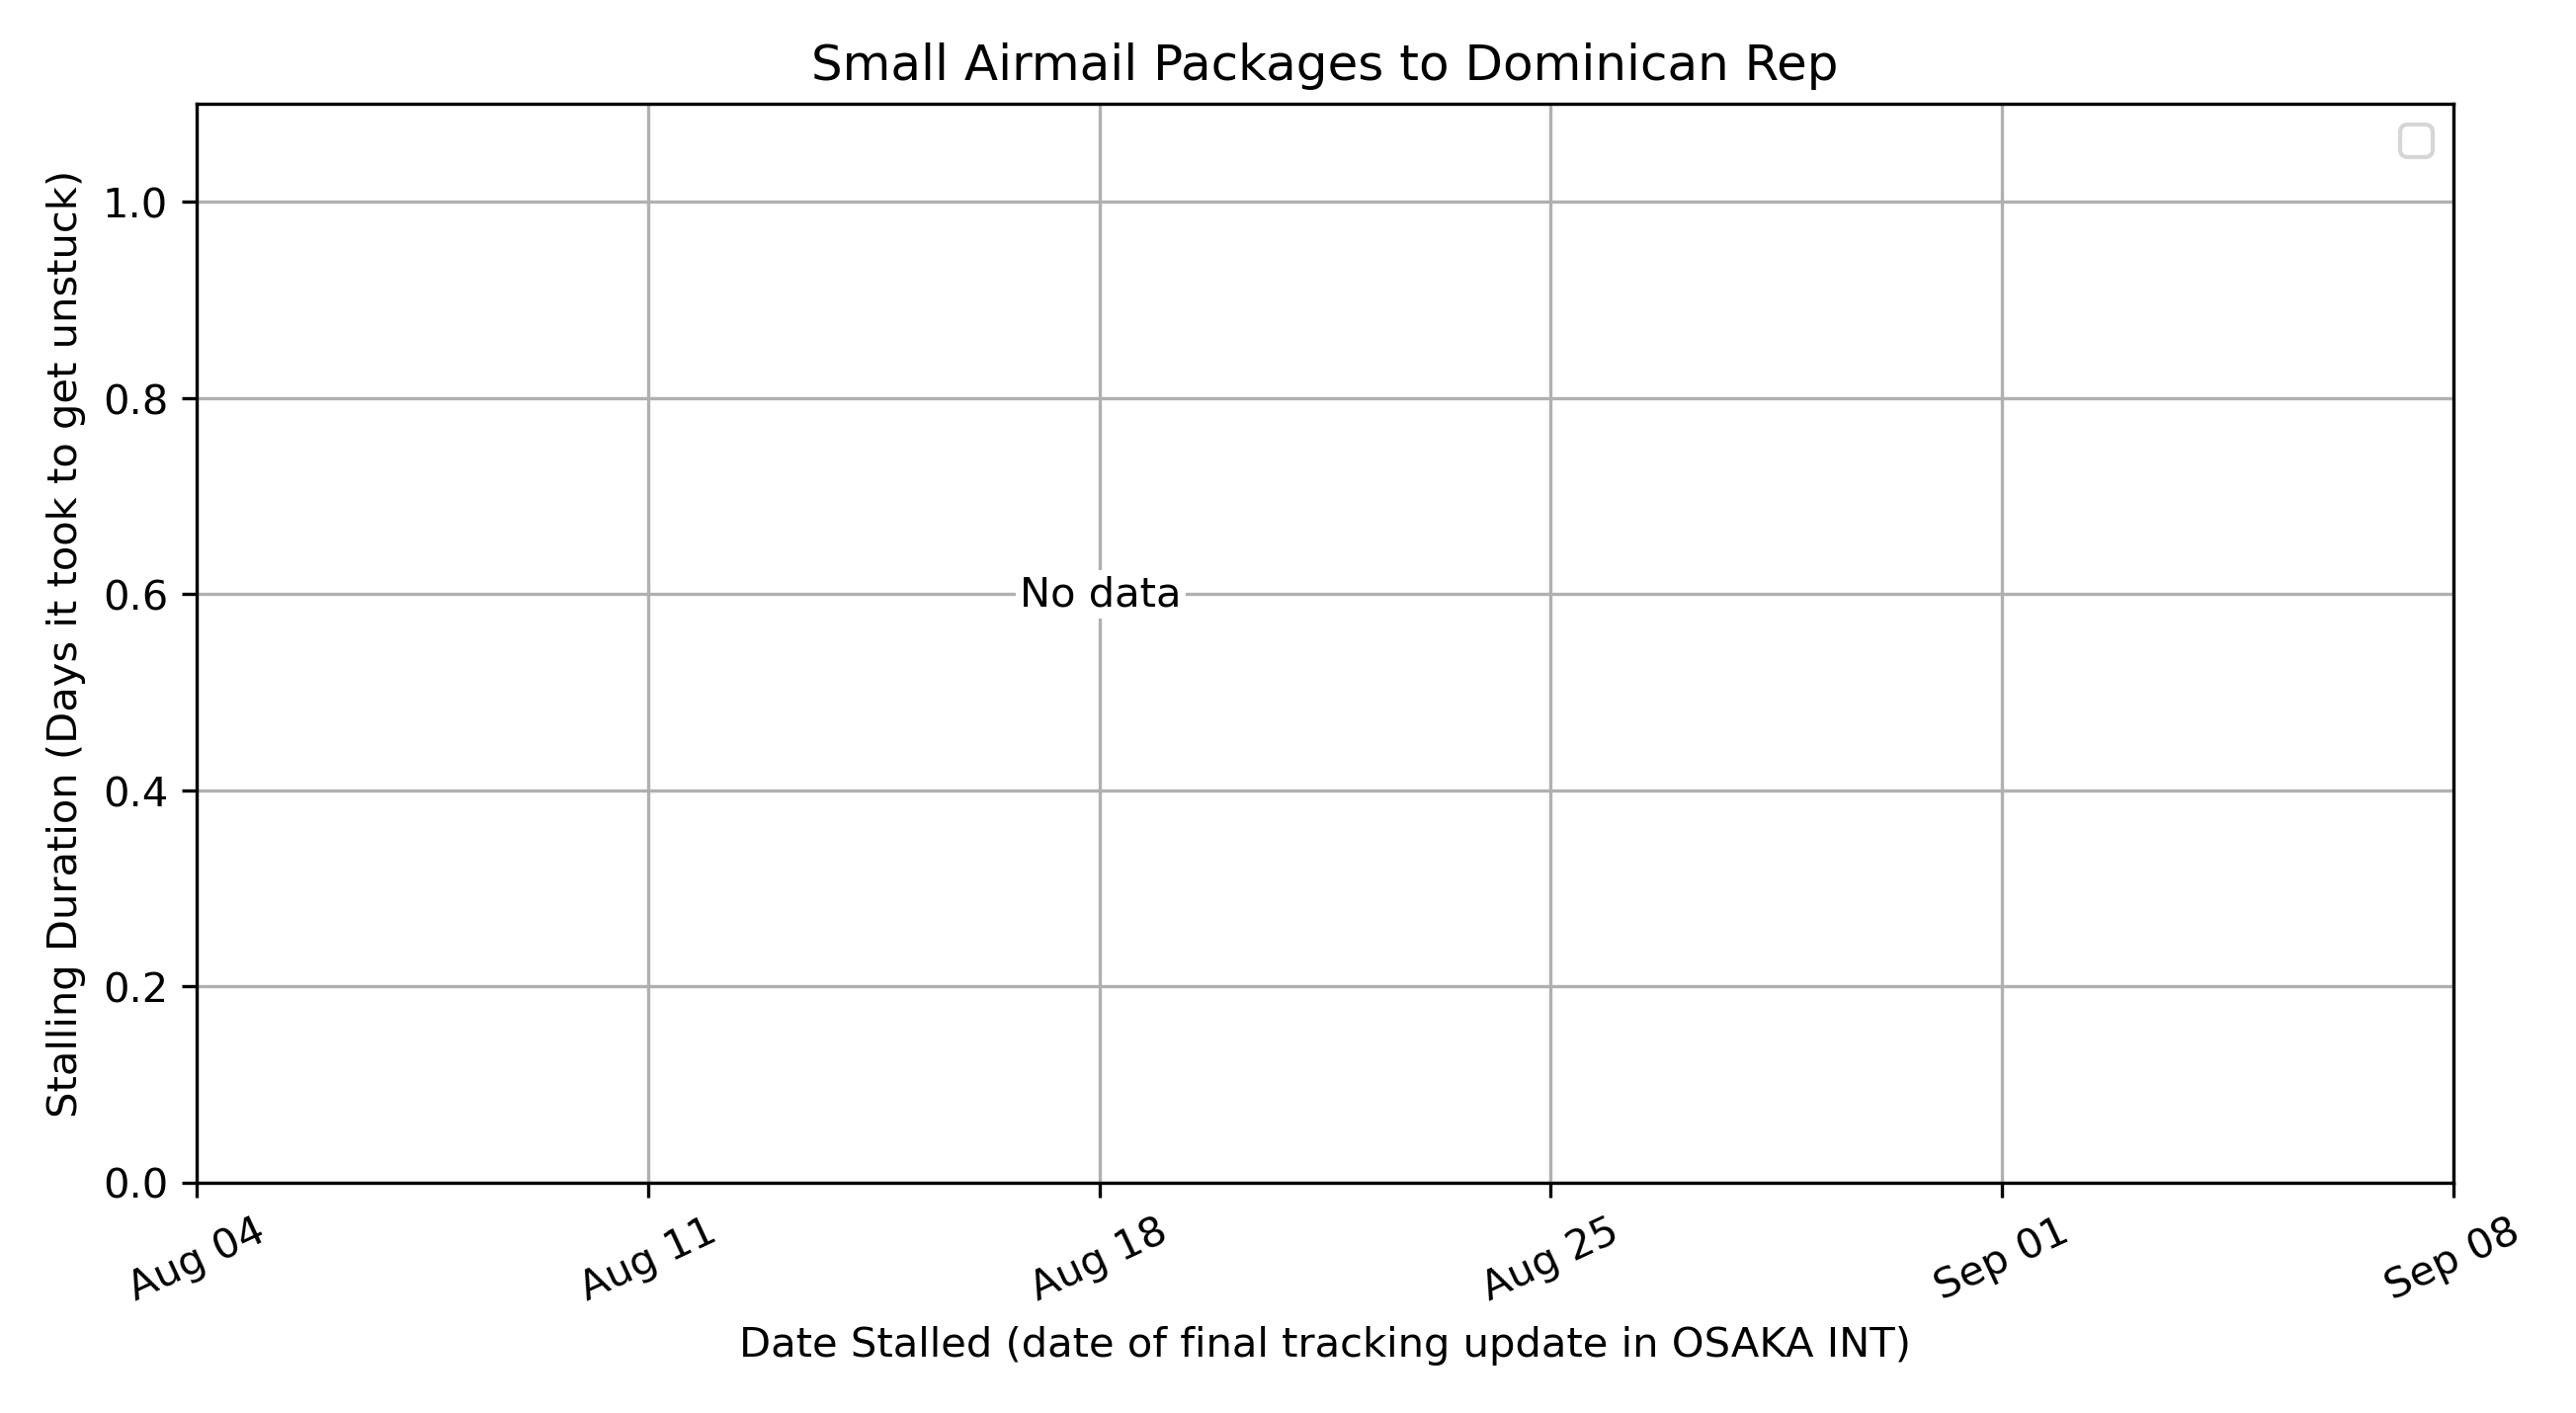 Small Airmail Packages to Dominican Rep
Stalling Duration (Days it took to get unstuck)
1.0
0.8
0.6
0.4
0.2
0.0
No data
Aug 04
Aug 11
Aug 18
Aug 25
Sep 01
Sep 08
Date Stalled (date of final tracking update in OSAKA INT)